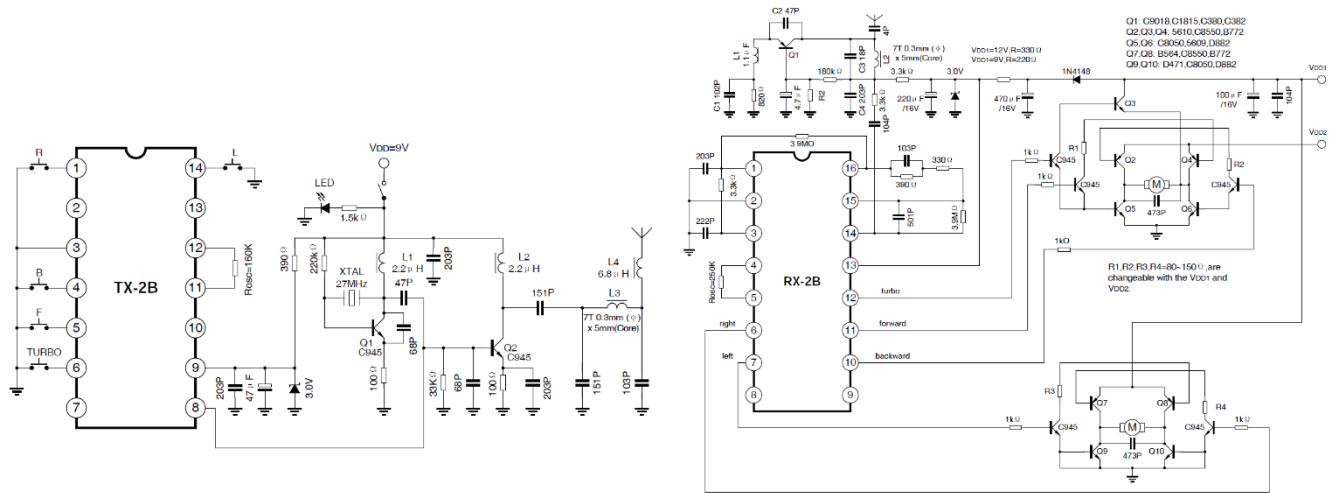 R
L
1
2
3
4
5
6
7
14
13
12
11
10
9
8
B
F
TURBO
TX-2B
Rosc=160K
VDD=9V
LED
1.5kΩ
390Ω
220kΩ
XTAL
27MHz
L1
2.2μH
47P
203P
L2
2.2μH
Q1
C945
68P
100Ω
203P
47μF
3.0V
33KΩ
68P
Q2
C945
100Ω
203P
151P
151P
L4
6.8μH
L3
7T 0.3mm (ϕ)
x 5mm(Core)
103P
C2 47P
L1
1.1μF
Q1
C1 102P
820Ω
4.7μF
R2
180kΩ
C3 18P
C4 203P
4P
L2
7T 0.3mm (ϕ)
x 5mm(Core)
3.3kΩ
3.3kΩ
104P
220μF
/16V
3.0V
VDD1=12V,R=330Ω
VDD1=9V,R=220Ω
470μF
/16V
1N4148
Q1: C9018,C1815,C380,C382
Q2,Q3,Q4: 5610,C8550,B772
Q5,Q6: C8050,5609,D882
Q7,Q8: B564,C8550,B772
Q9,Q10: D471,C8050,D882
VDD1
100μF
/16V
104P
VDD2
Q3
3.9MO
203P
3.3kΩ
222P
103P
390Ω
330Ω
501P
3.9MΩ
1
2
3
4
5
6
7
8
16
15
14
13
12
11
10
9
RX-2B
Rosc=250K
right
left
turbo
forward
backward
1kΩ
C945
1kΩ
C945
R1
Q2
Q4
R2
M
C945
473P
Q5
Q6
1kΩ
R1,R2,R3,R4=80~150Ω,are
changeable with the VDD1 and
VDD2.
R3
Q7
Q8
R4
1kΩ
C945
M
C945
1kΩ
473P
Q9
Q10